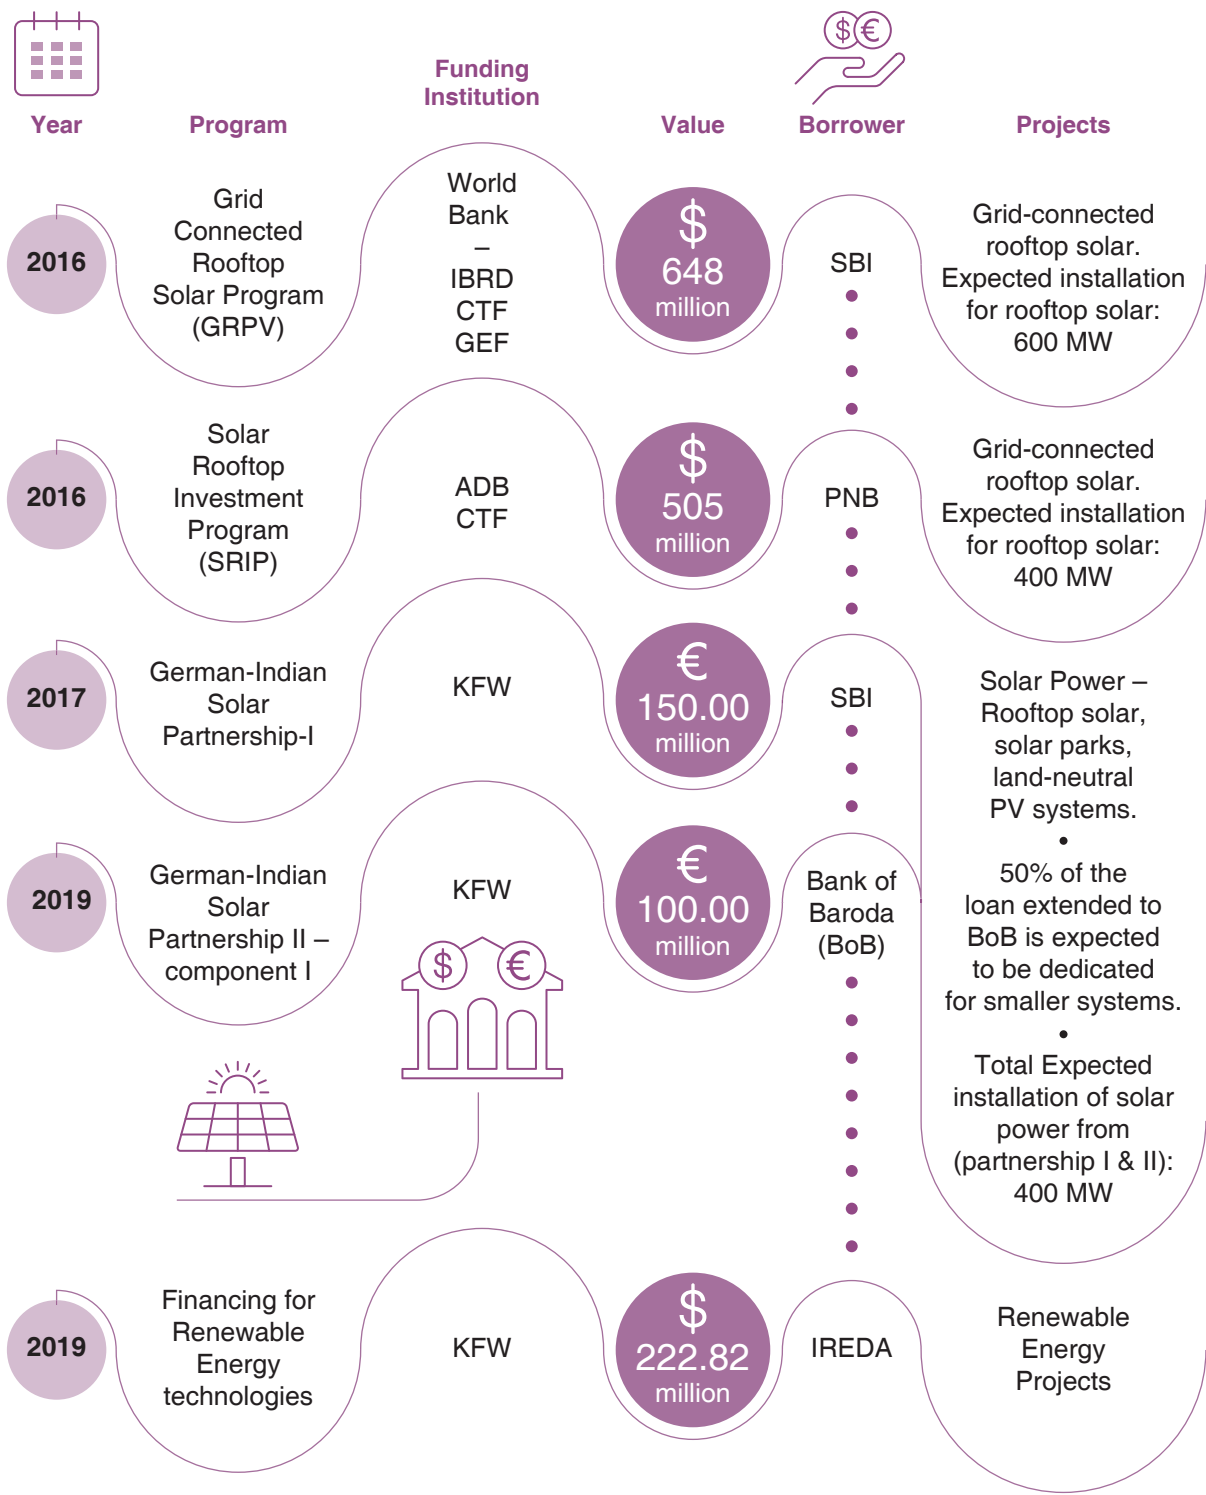 $ €
Funding
Institution
Year
Program
Value
Borrower
Projects
2016
Grid
Connected
Rooftop
Solar Program
(GRPV)
World
Bank
–
IBRD
CTF
GEF
$
648
million
SBI
Grid-connected
rooftop solar.
Expected installation
for rooftop solar:
600 MW
2016
Solar
Rooftop
Investment
Program
(SRIP)
ADB
CTF
$
505
million
PNB
Grid-connected
rooftop solar.
Expected installation
for rooftop solar:
400 MW
2017
German-Indian
Solar
Partnership-I
KFW
€
150.00
million
SBI
Solar Power –
Rooftop solar,
solar parks,
land-neutral
PV systems.
•
50% of the
loan extended to
BoB is expected
to be dedicated
for smaller systems.
•
Total Expected
installation of solar
power from
(partnership I & II):
400 MW
2019
German-Indian
Solar
Partnership II –
component I
KFW
€
100.00
million
Bank of
Baroda
(BoB)
$ €
2019
Financing for
Renewable
Energy
technologies
KFW
$
222.82
million
IREDA
Renewable
Energy
Projects